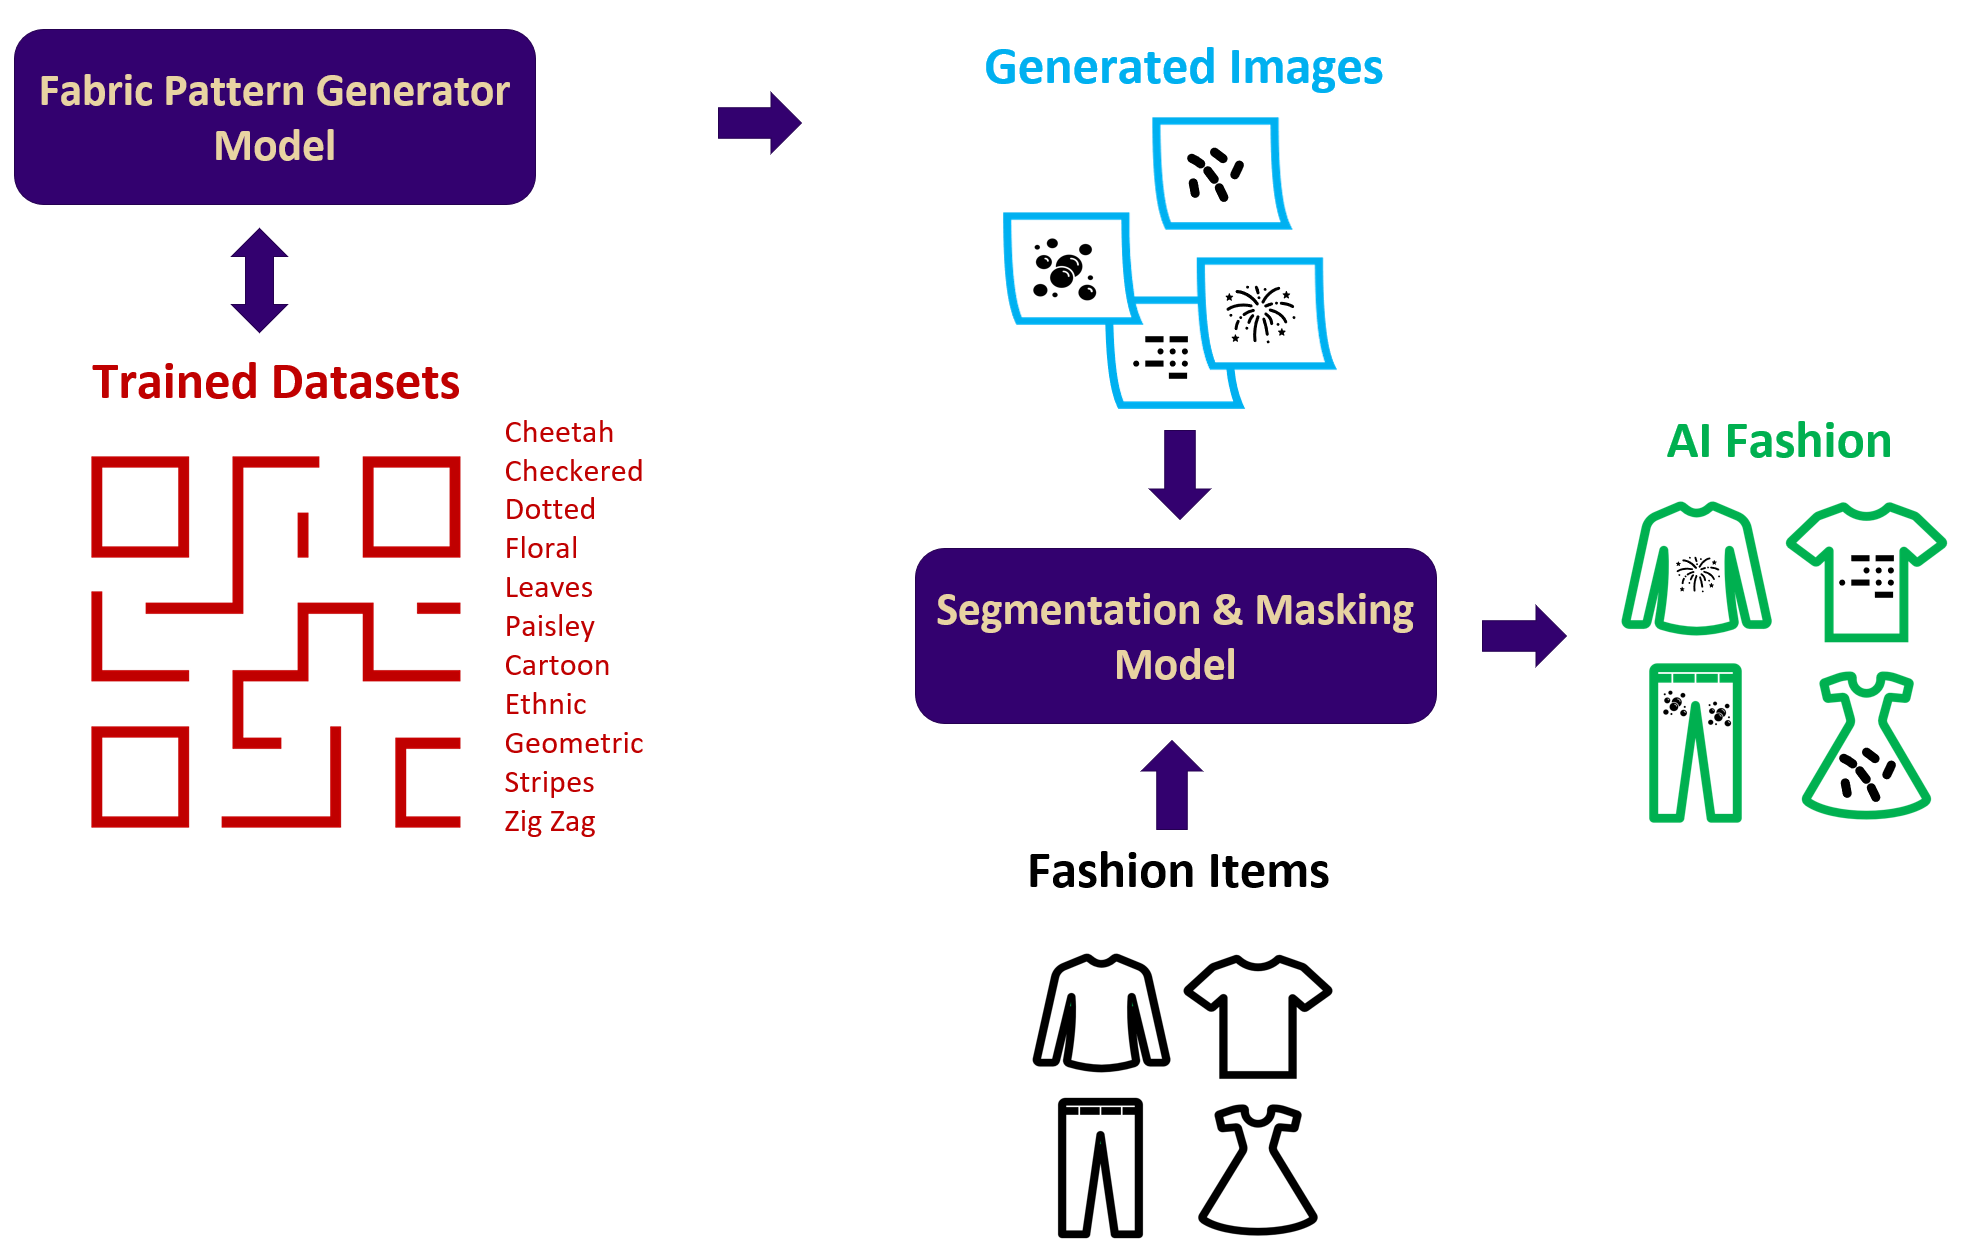 Fabric Pattern Generator
Model
Generated Images
Trained Datasets
Cheetah
Checkered
Dotted
Floral
Leaves
Paisley
Cartoon
Ethnic
Geometric
Stripes
Zig Zag
Segmentation & Masking
Model
AI Fashion
Fashion Items